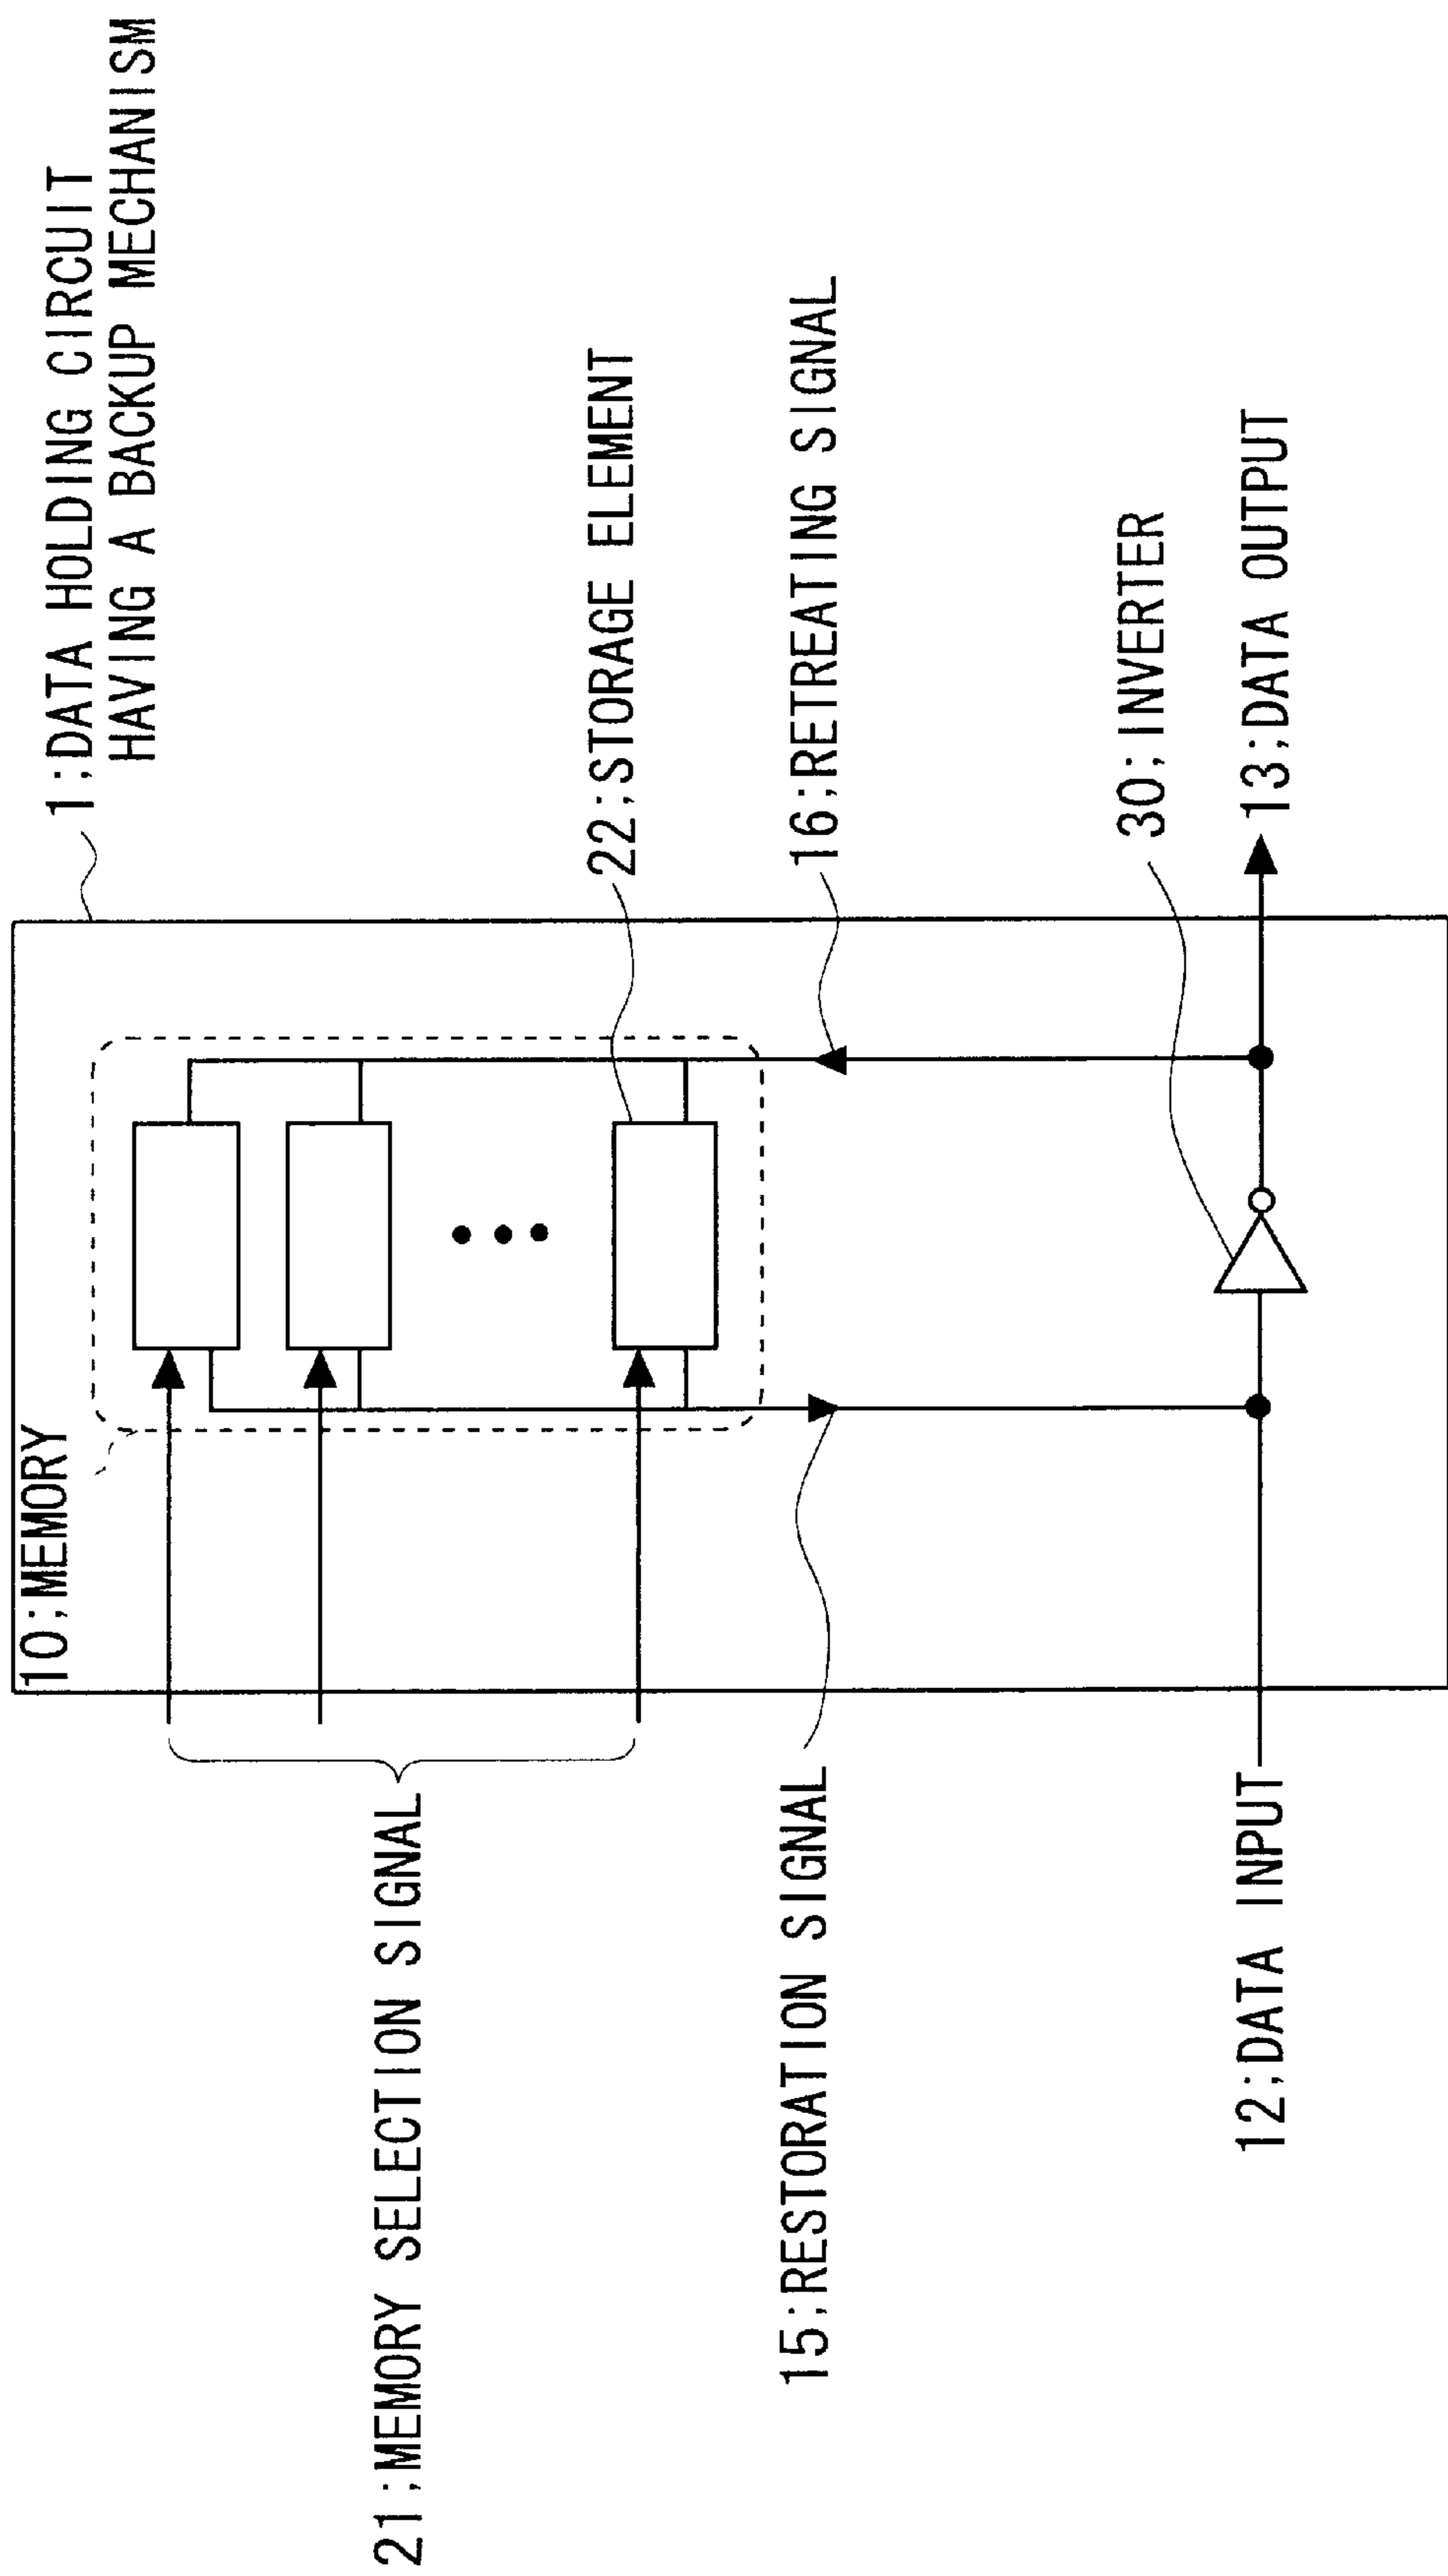 1;DATA HOLDING CIRCUIT
HAVING A BACKUP MECHANISM
10;MEMORY
21;MEMORY SELECTION SIGNAL
22;STORAGE ELEMENT
15;RESTORATION SIGNAL
16;RETREATING SIGNAL
30;INVERTER
12;DATA INPUT
13;DATA OUTPUT